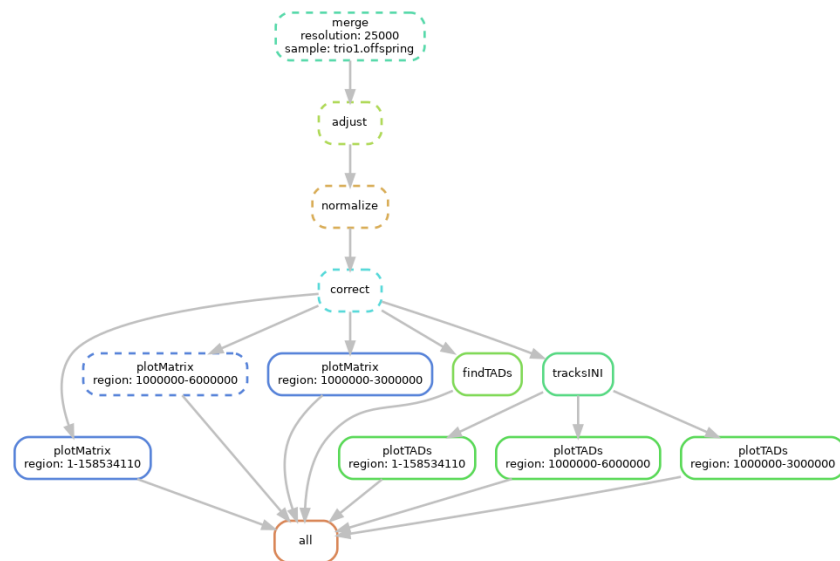 merge
resolution: 25000
sample: trio1.offspring
adjust
normalize
correct
plotMatrix
region: 1000000-6000000
plotMatrix
region: 1000000-3000000
findTADs
tracksINI
plotMatrix
region: 1-158534110
plotTADs
region: 1-158534110
plotTADs
region: 1000000-6000000
plotTADs
region: 1000000-3000000
all